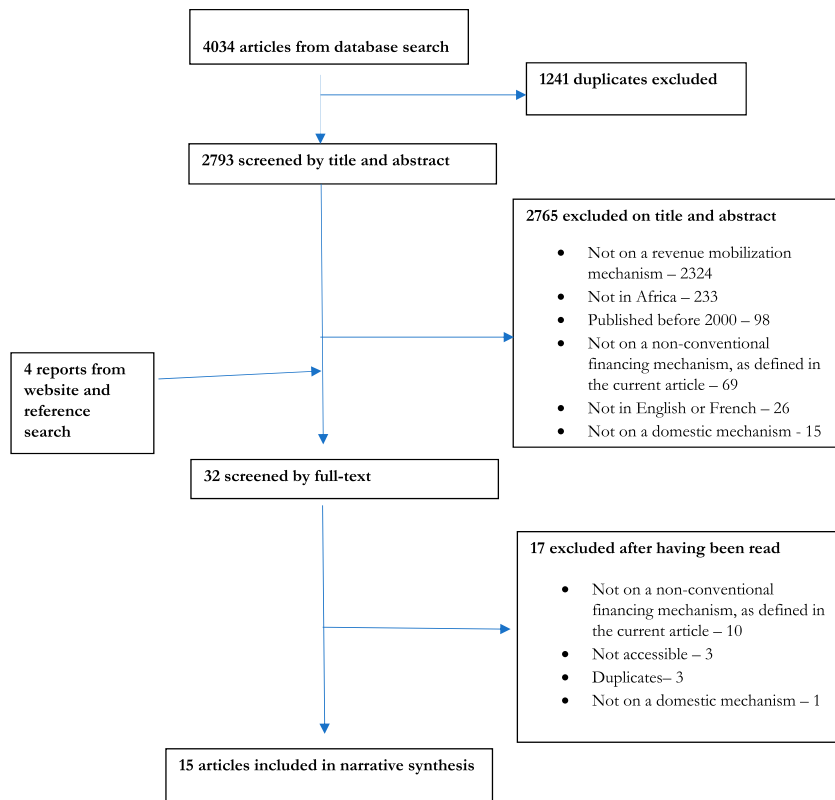 4034 articles from database search
1241 duplicates excluded
2793 screened by title and abstract
2765 excluded on title and abstract
• Not on a revenue mobilization
mechanism – 2324
• Not in Africa – 233
• Published before 2000 – 98
• Not on a non-conventional
financing mechanism, as defined in
the current article – 69
• Not in English or French – 26
• Not on a domestic mechanism - 15
4 reports from
website and
reference
search
32 screened by full-text
17 excluded after having been read
• Not on a non-conventional
financing mechanism, as defined in
the current article – 10
• Not accessible – 3
• Duplicates– 3
• Not on a domestic mechanism – 1
15 articles included in narrative synthesis